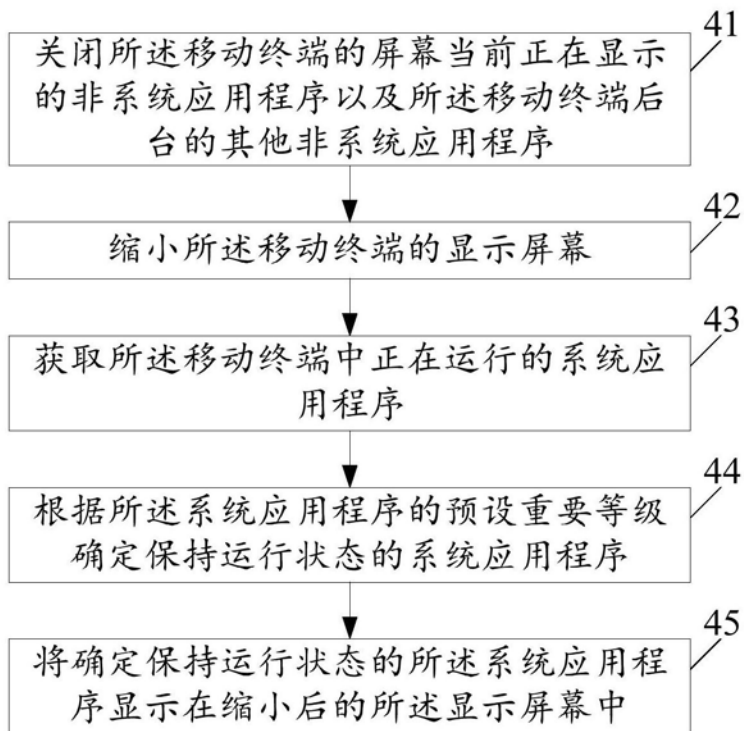 41
关闭所述移动终端的屏幕当前正在显示
的非系统应用程序以及所述移动终端后
台的其他非系统应用程序
42
缩小所述移动终端的显示屏幕
43
获取所述移动终端中正在运行的系统应
用程序
44
根据所述系统应用程序的预设重要等级
确定保持运行状态的系统应用程序
45
将确定保持运行状态的所述系统应用程
序显示在缩小后的所述显示屏幕中